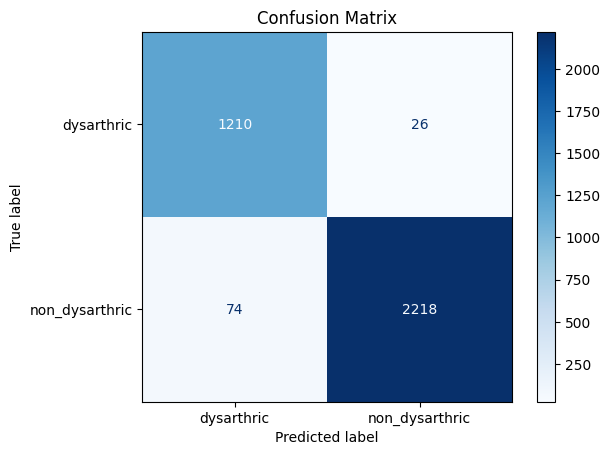 Confusion Matrix
True label
dysarthric
1210
26
non_dysarthric
74
2218
dysarthric
non_dysarthric
Predicted label
2000
1750
1500
1250
1000
750
500
250